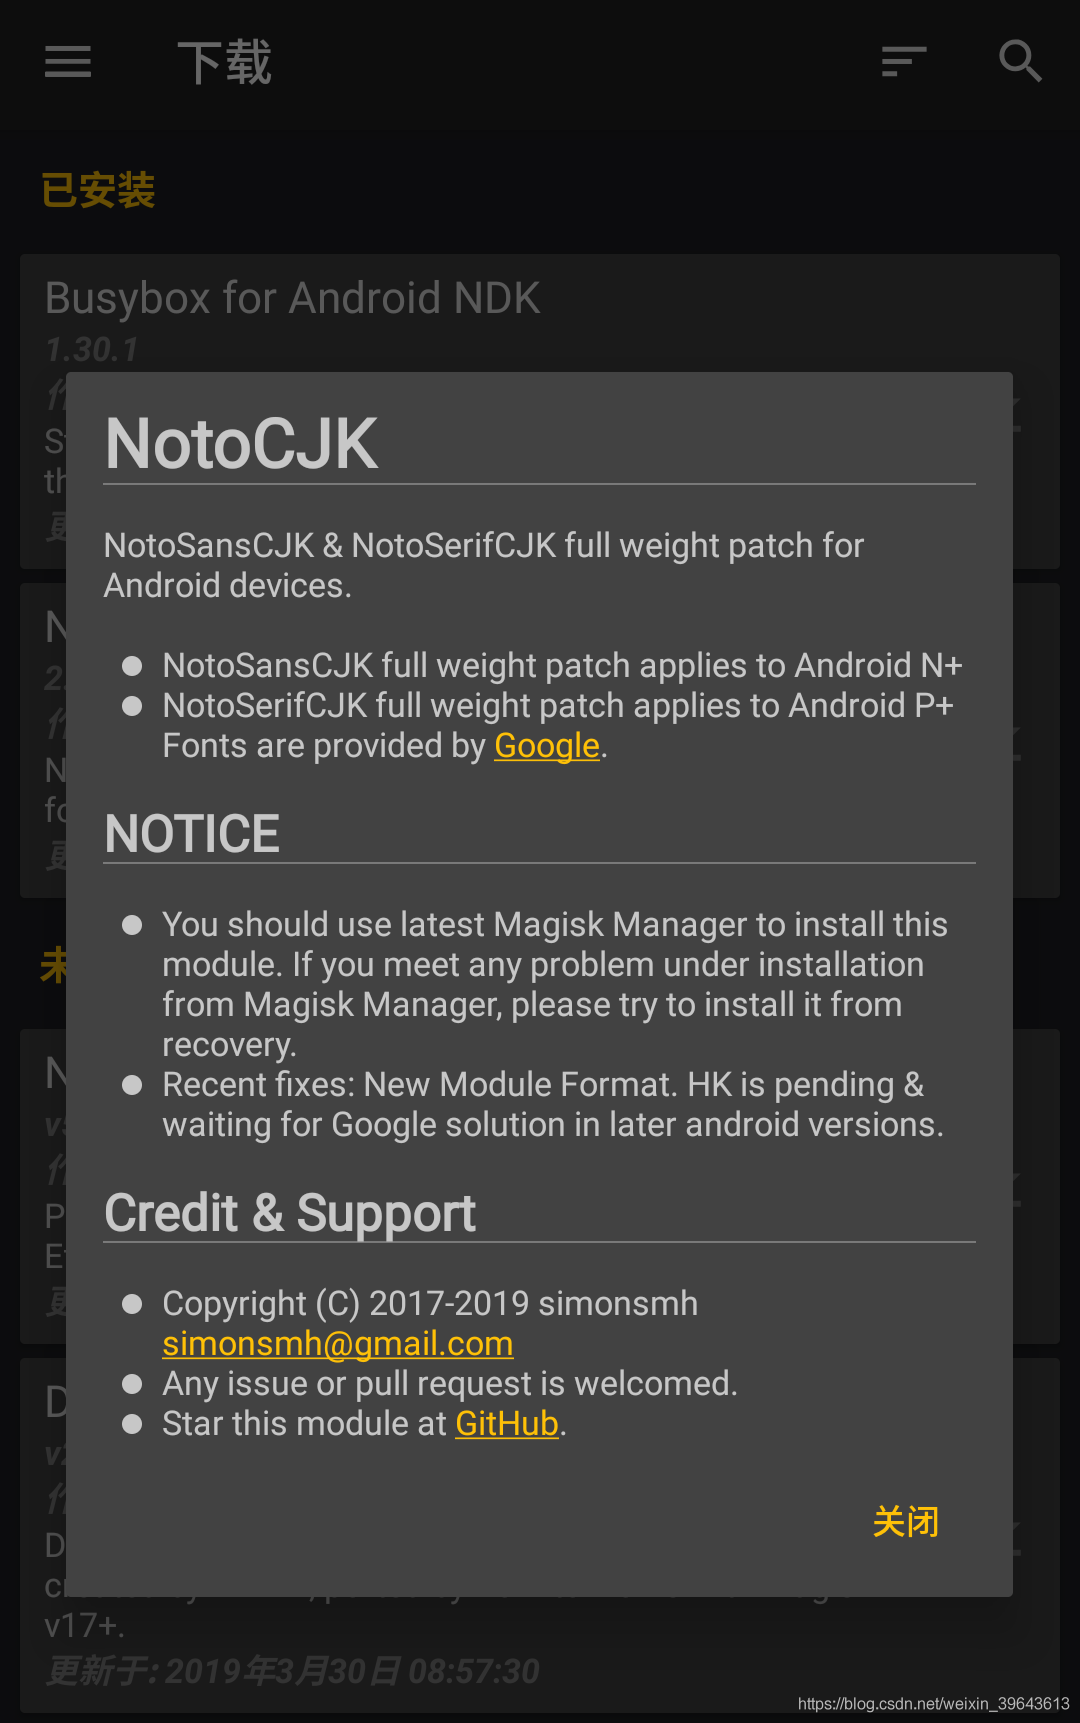 下载
已安装
Busybox for Android NDK
1.30.1
NotoCJK
NotoSansCJK & NotoSerifCJK full weight patch for
Android devices.
NotoSansCJK full weight patch applies to Android N+
NotoSerifCJK full weight patch applies to Android P+
Fonts are provided by Google.
NOTICE
You should use latest Magisk Manager to install this
module. If you meet any problem under installation
from Magisk Manager, please try to install it from
recovery.
Recent fixes: New Module Format. HK is pending &
waiting for Google solution in later android versions.
Credit & Support
Copyright (C) 2017-2019 simonsmh
simonsmh@gmail.com
Any issue or pull request is welcomed.
Star this module at GitHub.
关闭
v17+.
更新于: 2019年3月30日 08:57:30
https://blog.csdn.net/weixin_39643613